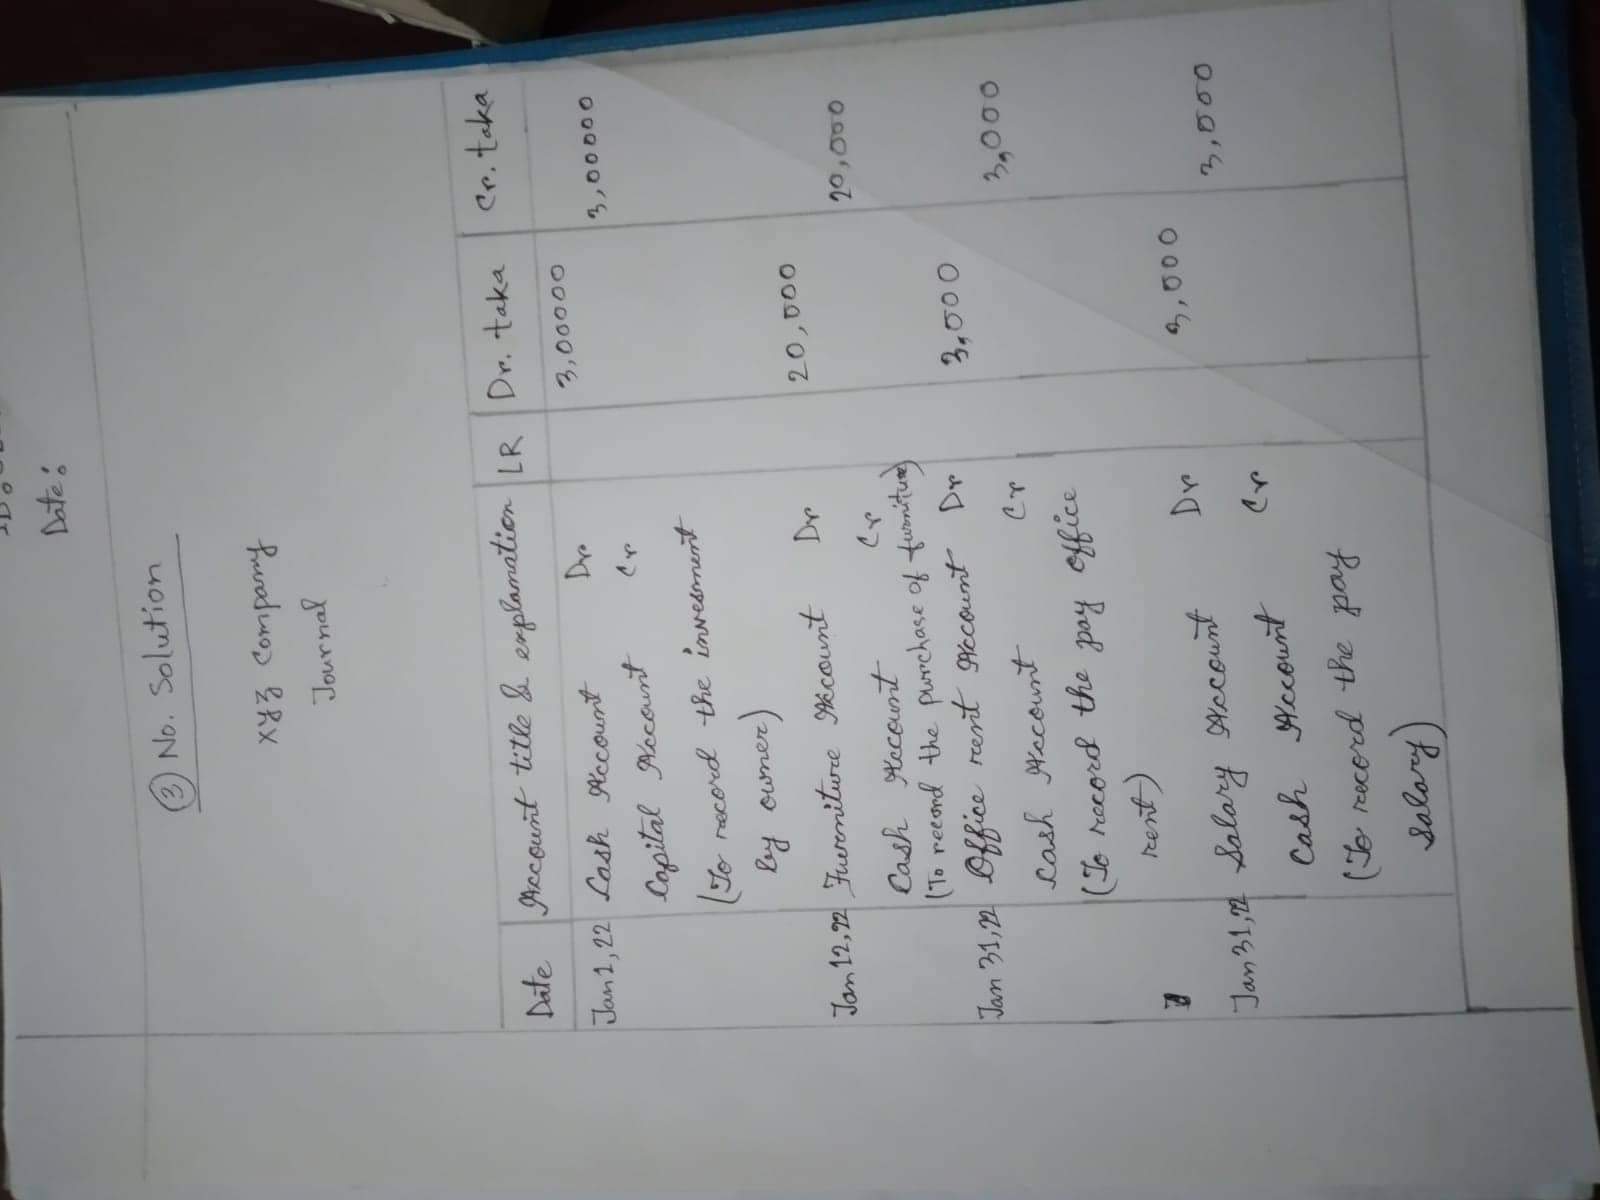 Date:
③ No. Solution
xyz Company
Journal
Date Account title & explanation LR Dr. taka Cr. taka
Jan 1, 22 Cash Account Dr 3,00000
Capital Account Cr 3,00000
(To record the invesment
by owner)
Jan 12, 22 Furniture Account Dr 20,000
Cash Account Cr 20,000
(To record the purchase of furniture)
Jan 31, 22 Office rent Account Dr 3,000
Cash Account Cr 3,000
(To record the pay office
rent)
Jan 31, 22 Salary Account Dr 3,000
Cash Account Cr 3,000
(To record the pay
salary)